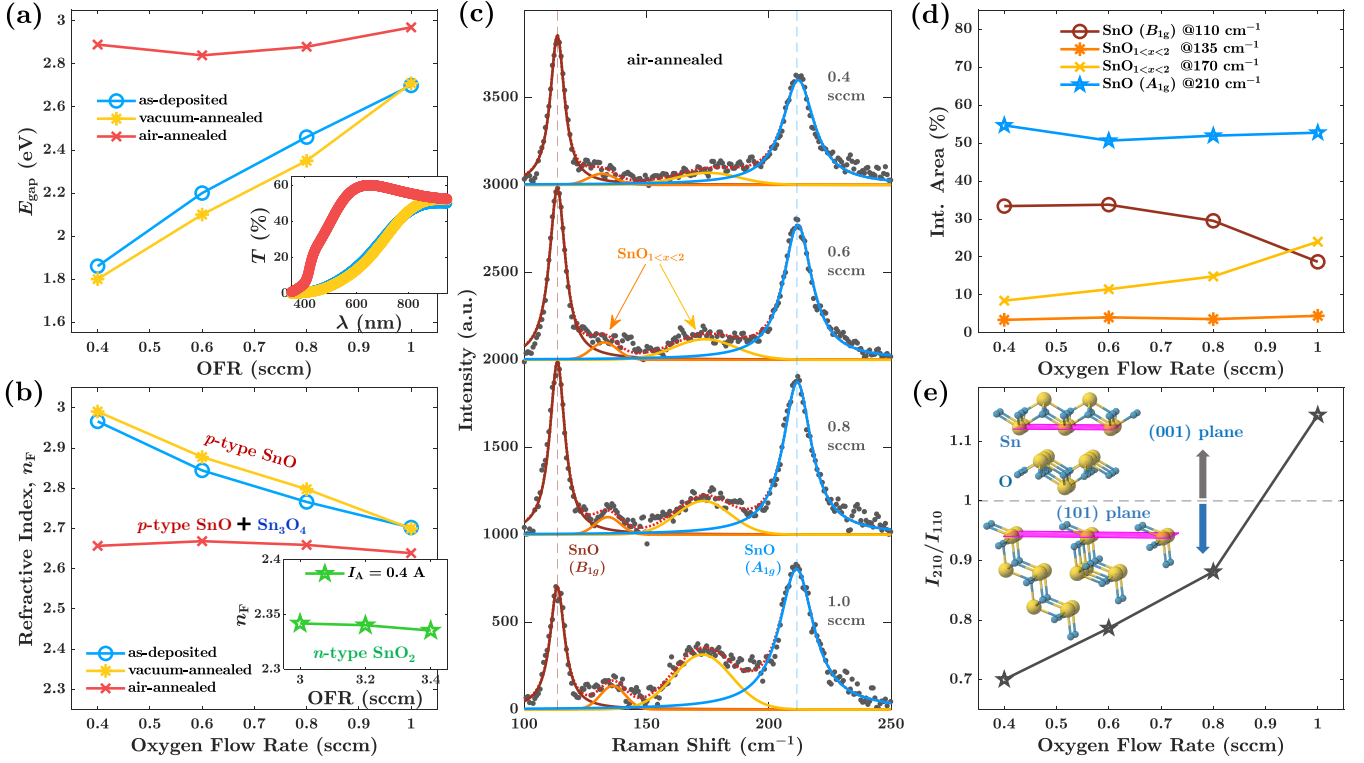 (a)
3
2.8
2.6
2.4
2.2
2
1.8
1.6
E_gap (eV)
as-deposited
vacuum-annealed
air-annealed
60
40
20
0
T (%)
400 600 800
λ (nm)
0.4 0.5 0.6 0.7 0.8 0.9 1
OFR (sccm)
(b)
3
2.9
2.8
2.7
2.6
2.5
2.4
2.3
Refractive Index, n_F
p-type SnO
p-type SnO + Sn₃O₄
2.4
2.35
2.3
n_F
I_A = 0.4 A
n-type SnO₂
3 3.2 3.4
OFR (sccm)
as-deposited
vacuum-annealed
air-annealed
0.4 0.5 0.6 0.7 0.8 0.9 1
Oxygen Flow Rate (sccm)
(c)
air-annealed
0.4
sccm
3500
3000
SnO₁<ₓ<₂
0.6
sccm
2500
2000
0.8
sccm
1500
1000
SnO
(B₁g)
SnO
(A₁g)
1.0
sccm
500
0
Intensity (a.u.)
100 150 200 250
Raman Shift (cm⁻¹)
(d)
80
70
60
50
40
30
20
10
0
Int. Area (%)
SnO (B₁g) @110 cm⁻¹
SnO₁<ₓ<₂ @135 cm⁻¹
SnO₁<ₓ<₂ @170 cm⁻¹
SnO (A₁g) @210 cm⁻¹
0.4 0.5 0.6 0.7 0.8 0.9 1
Oxygen Flow Rate (sccm)
(e)
1.1
1
0.9
0.8
0.7
I₂₁₀/I₁₁₀
Sn
O
(001) plane
(101) plane
0.4 0.5 0.6 0.7 0.8 0.9 1
Oxygen Flow Rate (sccm)